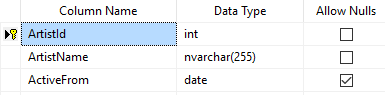 Column Name Data Type Allow Nulls
ArtistId int
ArtistName nvarchar(255)
ActiveFrom date